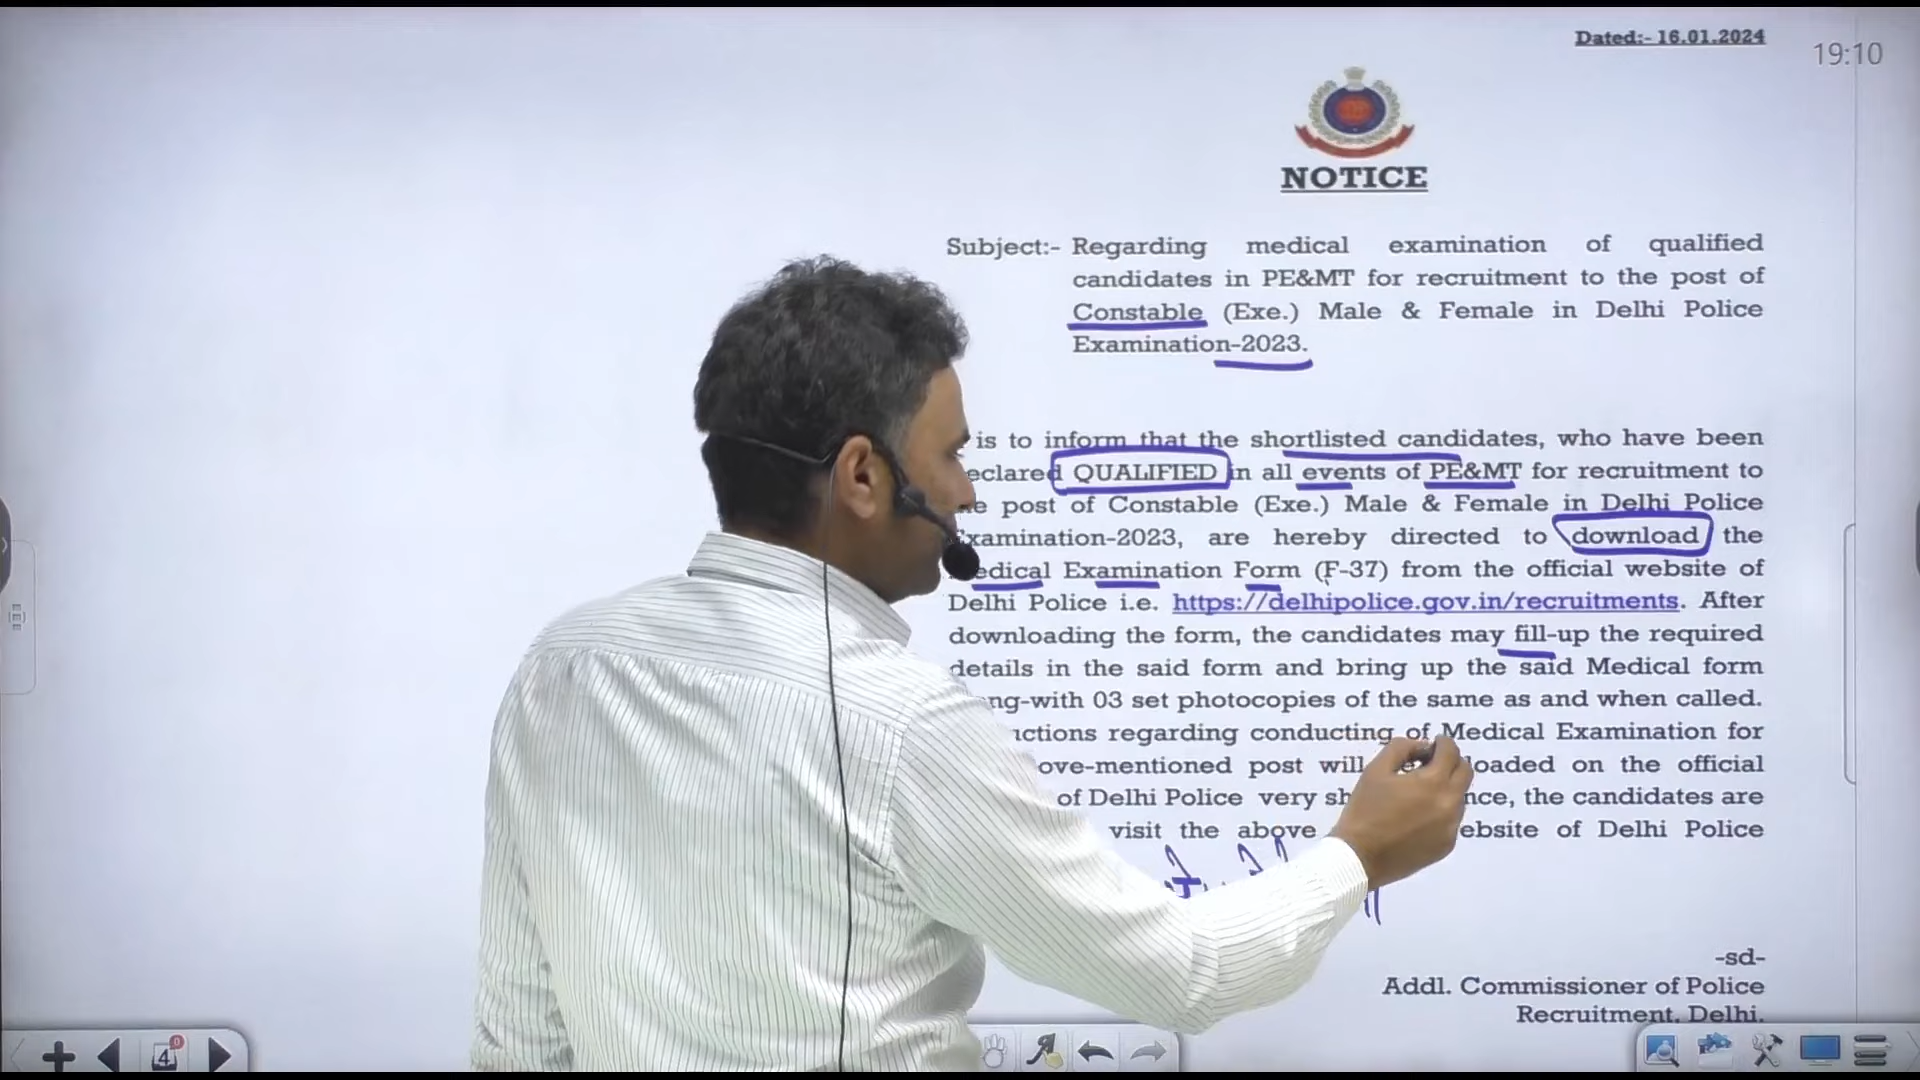 Dated:- 16.01.2024
19:10
NOTICE
Subject:- Regarding medical examination of qualified
candidates in PE&MT for recruitment to the post of
Constable (Exe.) Male & Female in Delhi Police
Examination-2023.
is to inform that the shortlisted candidates, who have been
eclared QUALIFIED in all events of PE&MT for recruitment to
e post of Constable (Exe.) Male & Female in Delhi Police
xamination-2023, are hereby directed to download the
edical Examination Form (F-37) from the official website of
Delhi Police i.e. https://delhipolice.gov.in/recruitments. After
downloading the form, the candidates may fill-up the required
details in the said form and bring up the said Medical form
ng-with 03 set photocopies of the same as and when called.
uctions regarding conducting of Medical Examination for
ove-mentioned post will loaded on the official
of Delhi Police very sh nce, the candidates are
visit the above ebsite of Delhi Police
-sd-
Addl. Commissioner of Police
Recruitment, Delhi.
4
0